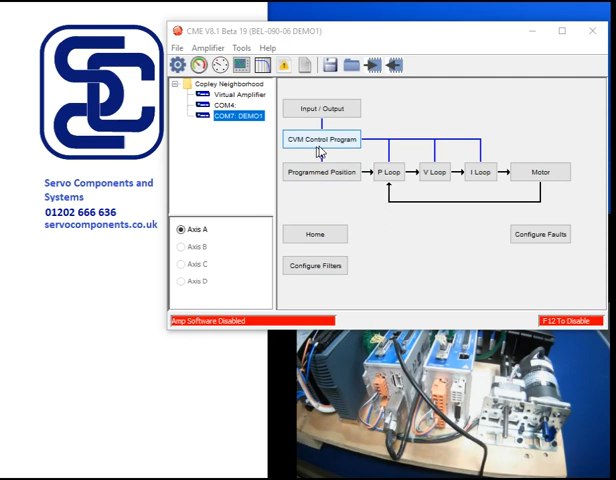 CME V8.1 Beta 19 (BEL-090-06 DEMO1)
File Amplifier Tools Help
Copley Neighborhood
Virtual Amplifier
COM4:
COM7: DEMO1
Input / Output
CVM Control Program
Programmed Position
P Loop
V Loop
I Loop
Motor
Home
Configure Faults
Configure Filters
Axis A
Axis B
Axis C
Axis D
Amp Software Disabled
F12 To Disable
SCS
Servo Components and
Systems
01202 666 636
servocomponents.co.uk